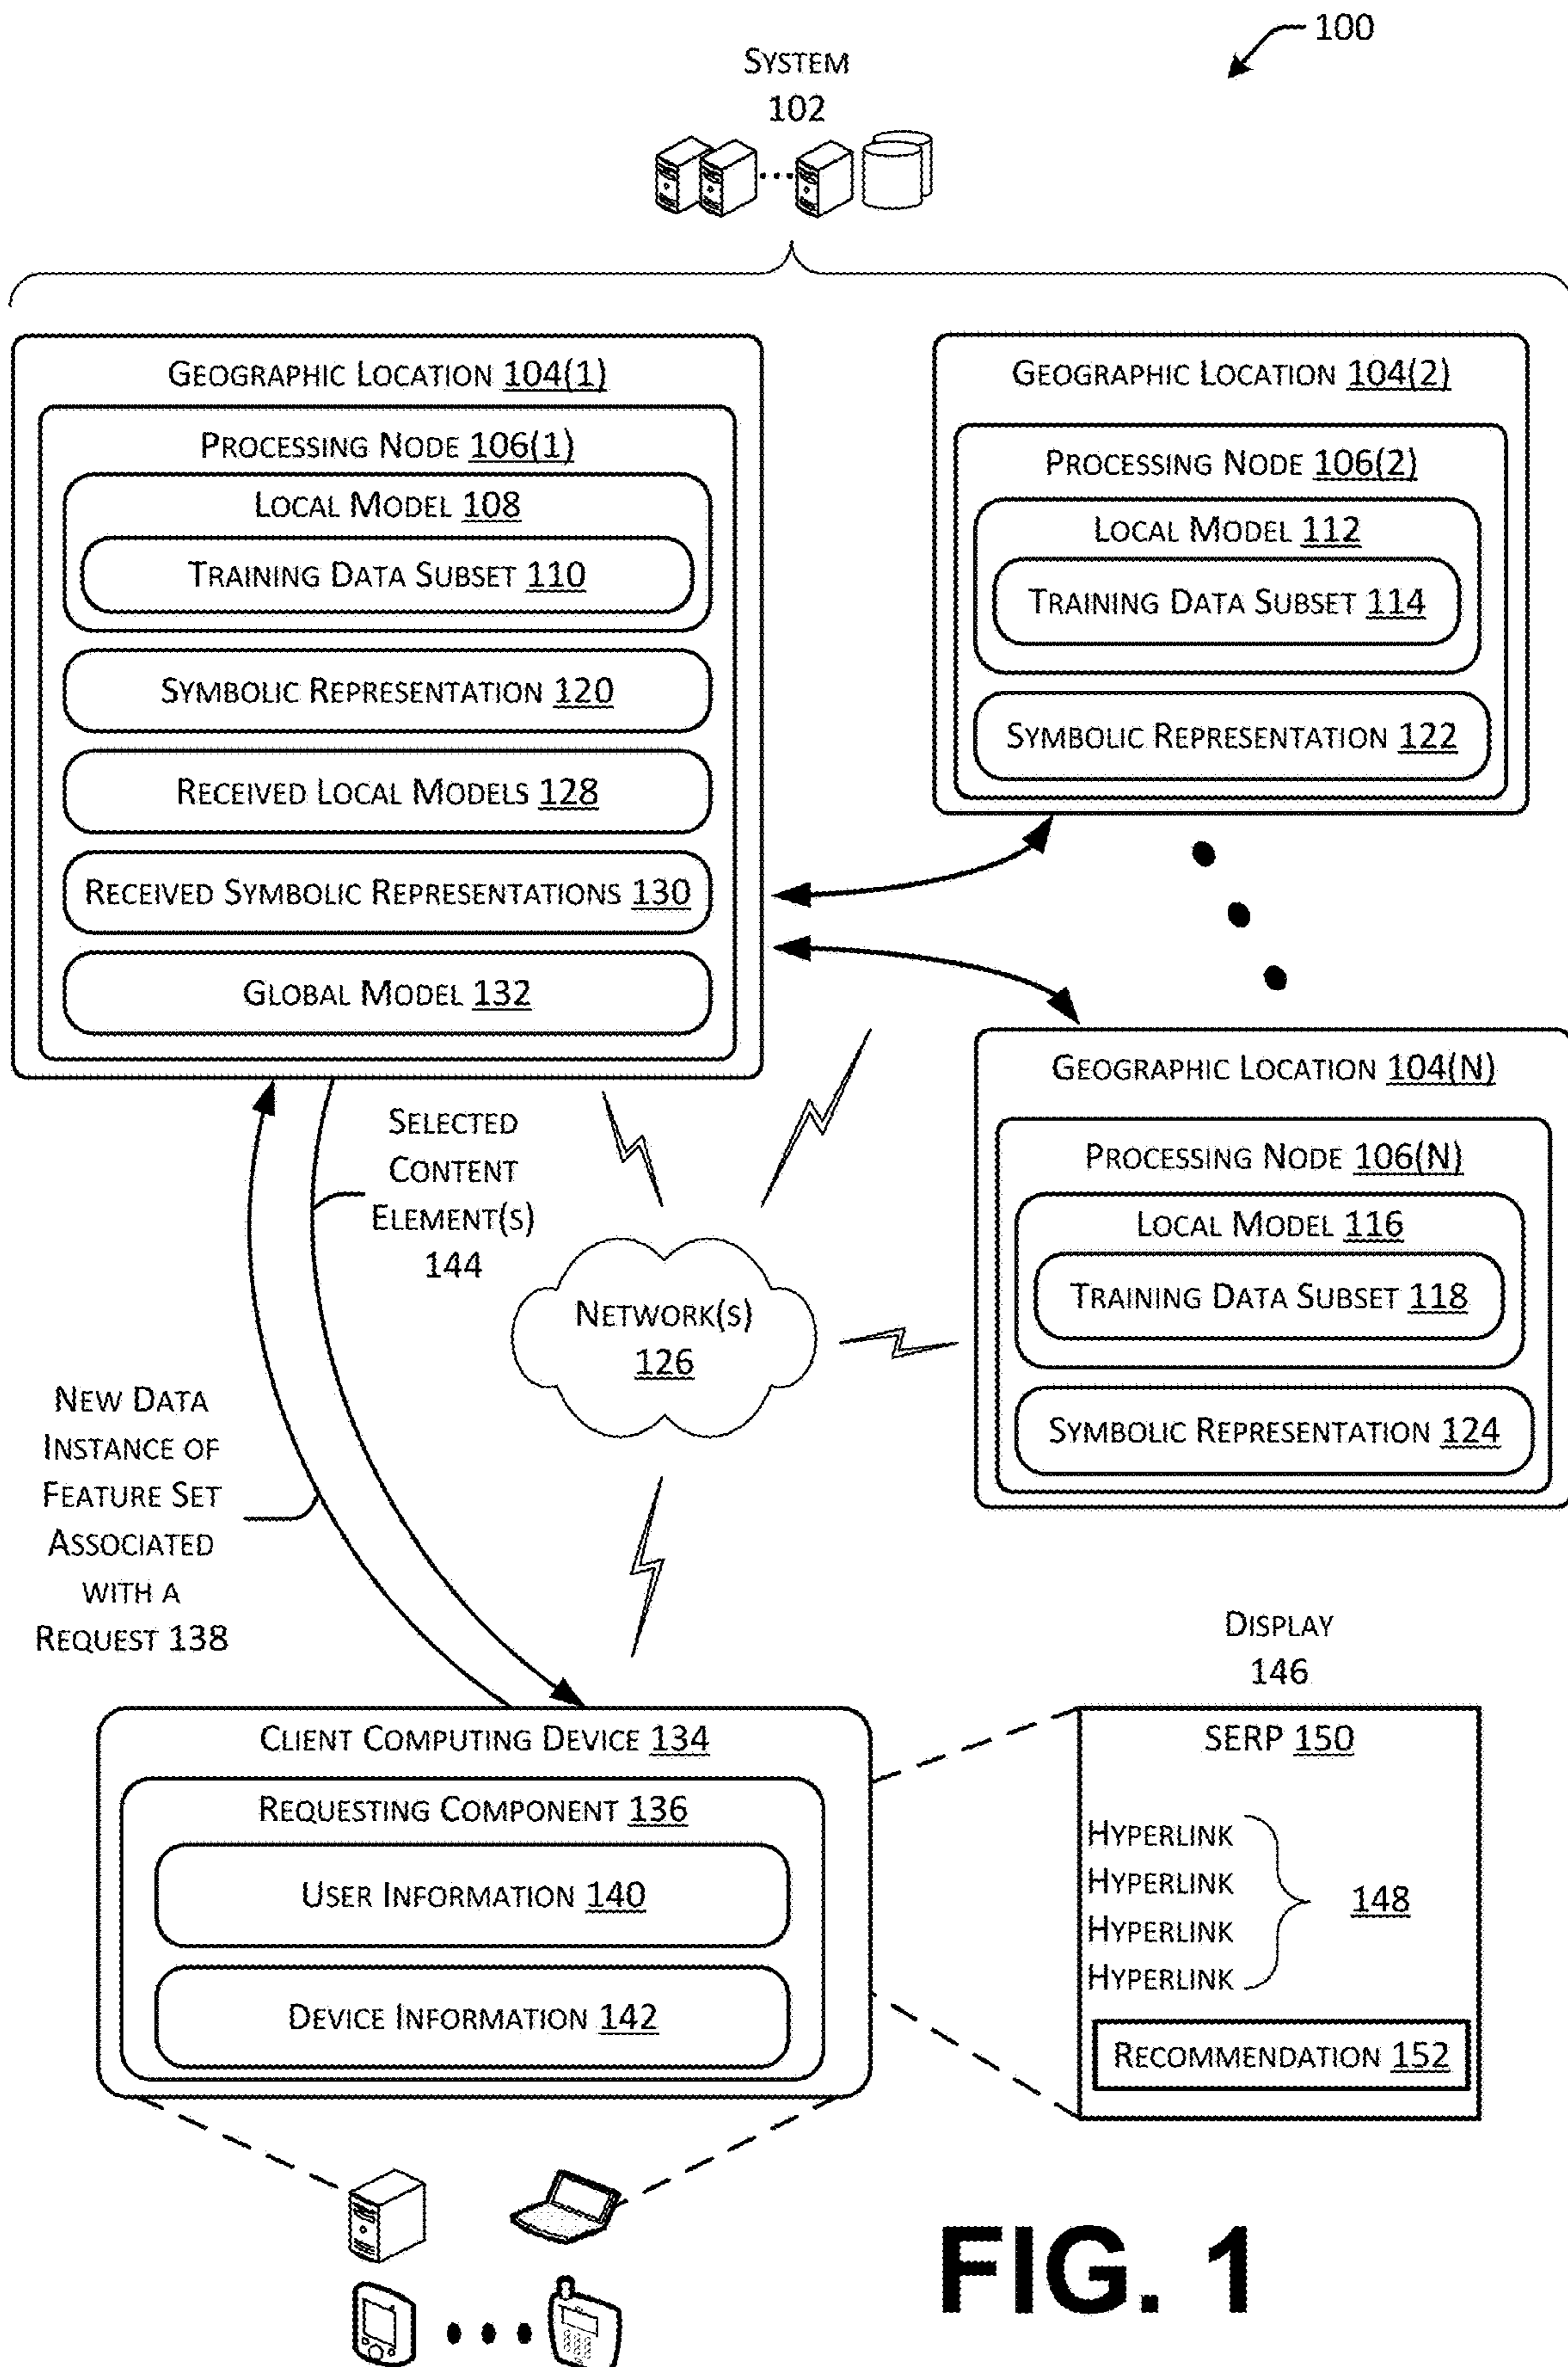 100
System
102
Geographic Location 104(1)
Processing Node 106(1)
Local Model 108
Training Data Subset 110
Symbolic Representation 120
Received Local Models 128
Received Symbolic Representations 130
Global Model 132
Geographic Location 104(2)
Processing Node 106(2)
Local Model 112
Training Data Subset 114
Symbolic Representation 122
Geographic Location 104(N)
Processing Node 106(N)
Local Model 116
Training Data Subset 118
Symbolic Representation 124
Selected
Content
Element(s)
144
Network(s)
126
New Data
Instance of
Feature Set
Associated
with a
Request 138
Client Computing Device 134
Requesting Component 136
User Information 140
Device Information 142
Display
146
SERP 150
Hyperlink
Hyperlink
Hyperlink
Hyperlink
148
Recommendation 152
FIG. 1